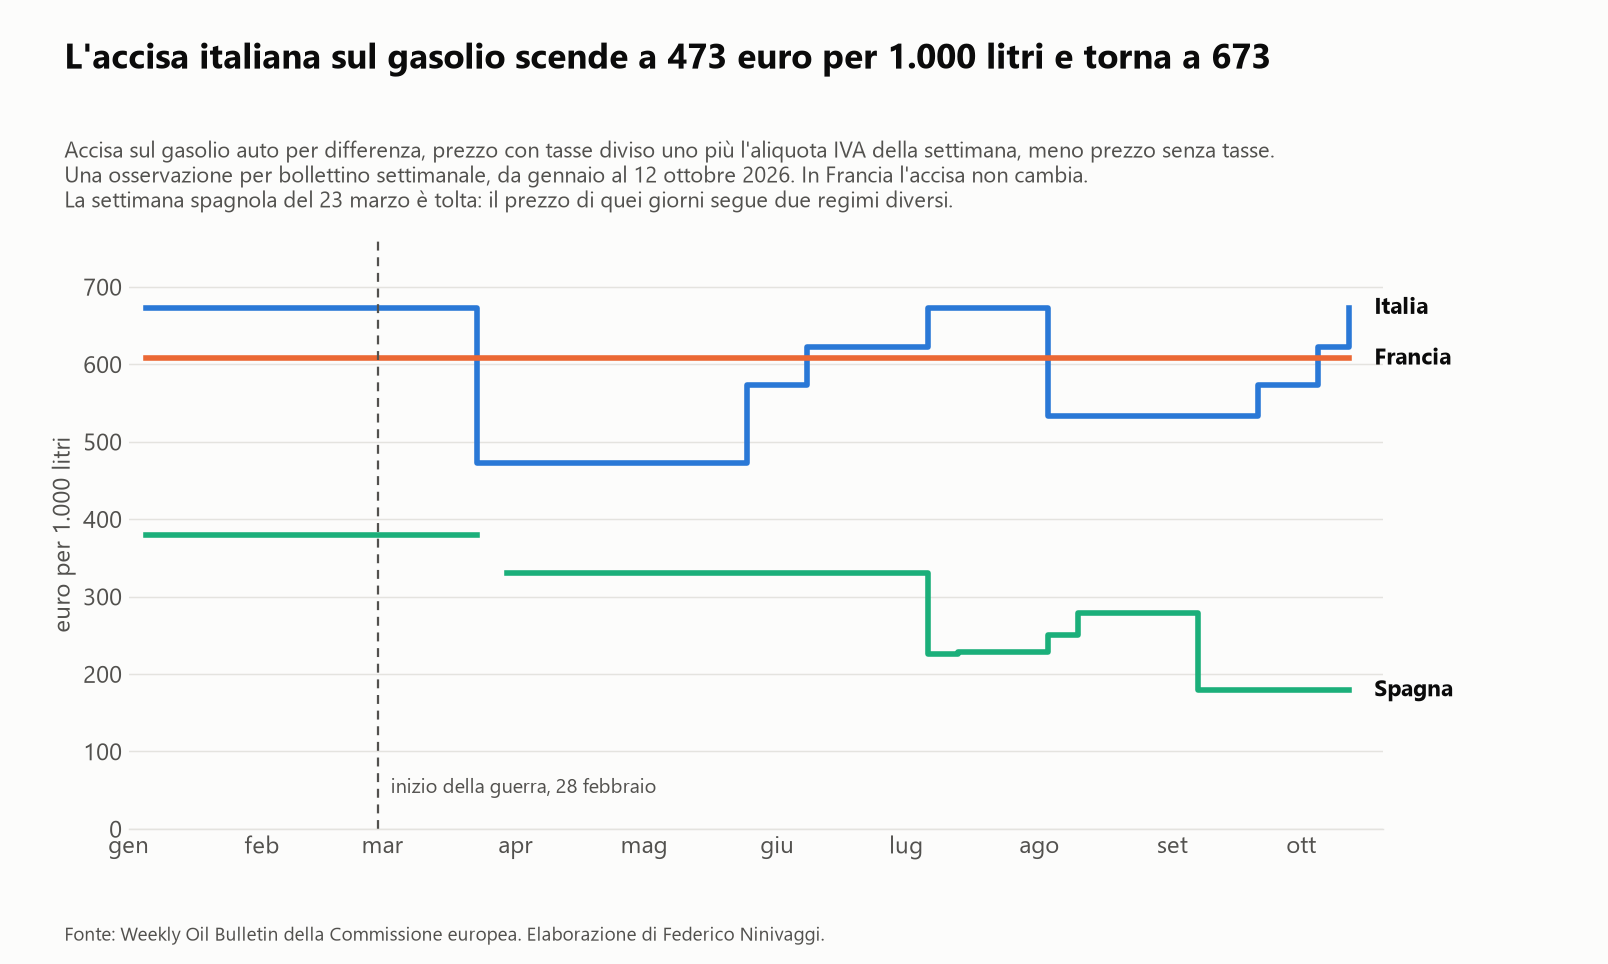 L'accisa italiana sul gasolio scende a 473 euro per 1.000 litri e torna a 673
Accisa sul gasolio auto per differenza, prezzo con tasse diviso uno più l'aliquota IVA della settimana, meno prezzo senza tasse.
Una osservazione per bollettino settimanale, da gennaio al 12 ottobre 2026. In Francia l'accisa non cambia.
La settimana spagnola del 23 marzo è tolta: il prezzo di quei giorni segue due regimi diversi.
euro per 1.000 litri
700
600
500
400
300
200
100
0
Italia
Francia
Spagna
inizio della guerra, 28 febbraio
gen feb mar apr mag giu lug ago set ott
Fonte: Weekly Oil Bulletin della Commissione europea. Elaborazione di Federico Ninivaggi.